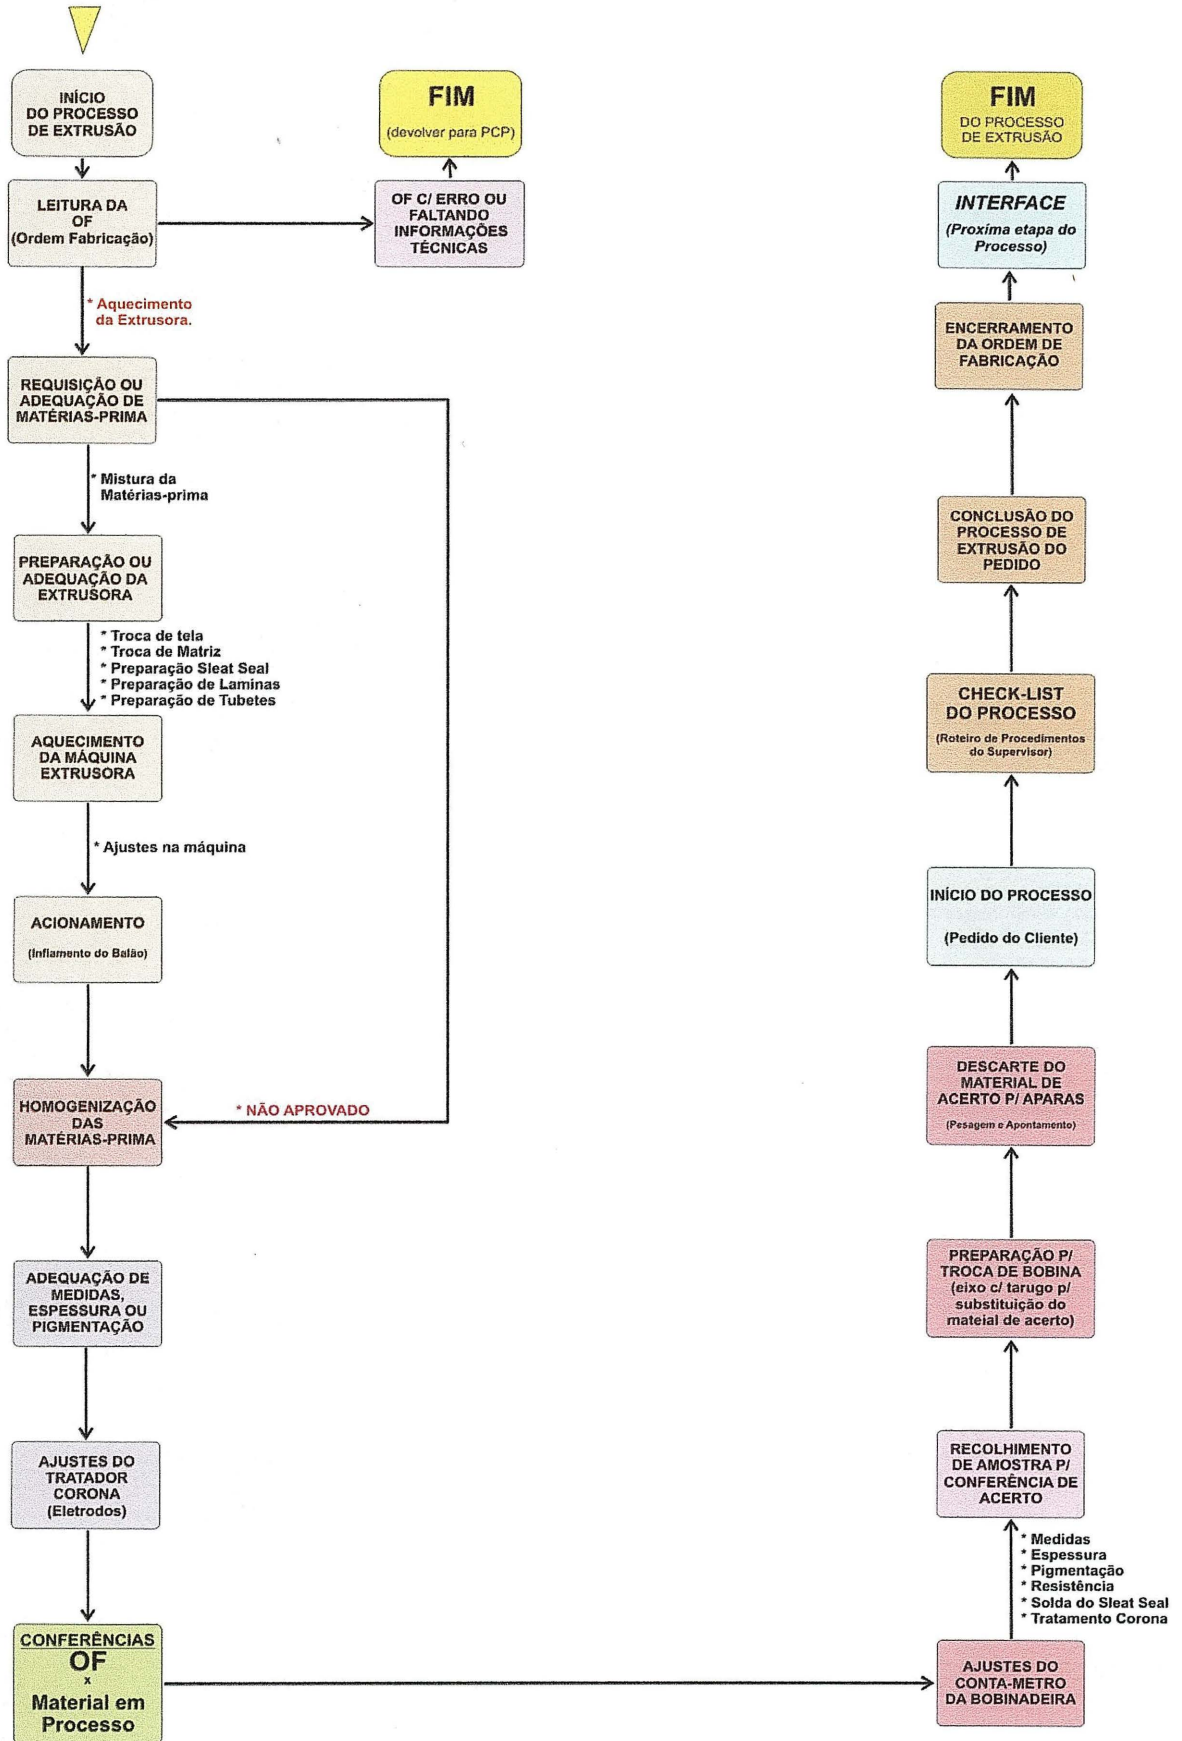 INÍCIO
DO PROCESSO
DE EXTRUSÃO
LEITURA DA
OF
(Ordem Fabricação)
* Aquecimento
da Extrusora.
REQUISIÇÃO OU
ADEQUAÇÃO DE
MATÉRIAS-PRIMA
* Mistura da
Matérias-prima
PREPARAÇÃO OU
ADEQUAÇÃO DA
EXTRUSORA
* Troca de tela
* Troca de Matriz
* Preparação Sleat Seal
* Preparação de Laminas
* Preparação de Tubetes
AQUECIMENTO
DA MÁQUINA
EXTRUSORA
* Ajustes na máquina
ACIONAMENTO
(Inflamento do Balão)
HOMOGENIZAÇÃO
DAS
MATÉRIAS-PRIMA
* NÃO APROVADO
ADEQUAÇÃO DE
MEDIDAS,
ESPESSURA OU
PIGMENTAÇÃO
AJUSTES DO
TRATADOR
CORONA
(Eletrodos)
CONFERÊNCIAS
OF
x
Material em
Processo
FIM
(devolver para PCP)
OF C/ ERRO OU
FALTANDO
INFORMAÇÕES
TÉCNICAS
FIM
DO PROCESSO
DE EXTRUSÃO
INTERFACE
(Proxíma etapa do
Processo)
ENCERRAMENTO
DA ORDEM DE
FABRICAÇÃO
CONCLUSÃO DO
PROCESSO DE
EXTRUSÃO DO
PEDIDO
CHECK-LIST
DO PROCESSO
(Roteiro de Procedimentos
do Supervisor)
INÍCIO DO PROCESSO
(Pedido do Cliente)
DESCARTE DO
MATERIAL DE
ACERTO P/ APARAS
(Pesagem e Apontamento)
PREPARAÇÃO P/
TROCA DE BOBINA
(eixo c/ tarugo p/
substituição do
mateial de acerto)
RECOLHIMENTO
DE AMOSTRA P/
CONFERÊNCIA DE
ACERTO
* Medidas
* Espessura
* Pigmentação
* Resistência
* Solda do Sleat Seal
* Tratamento Corona
AJUSTES DO
CONTA-METRO
DA BOBINADEIRA